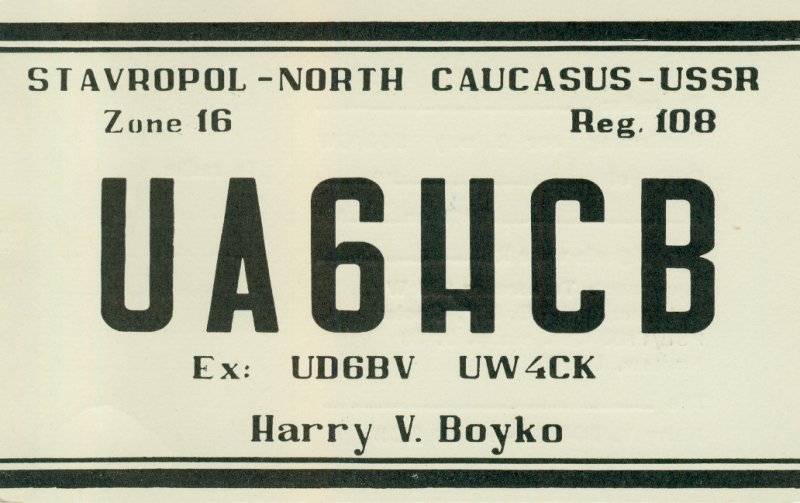 STAVROPOL-NORTH CAUCASUS-USSR
Zone 16 Reg. 108
UA6HCB
Ex: UD6BV UW4CK
Harry V. Boyko